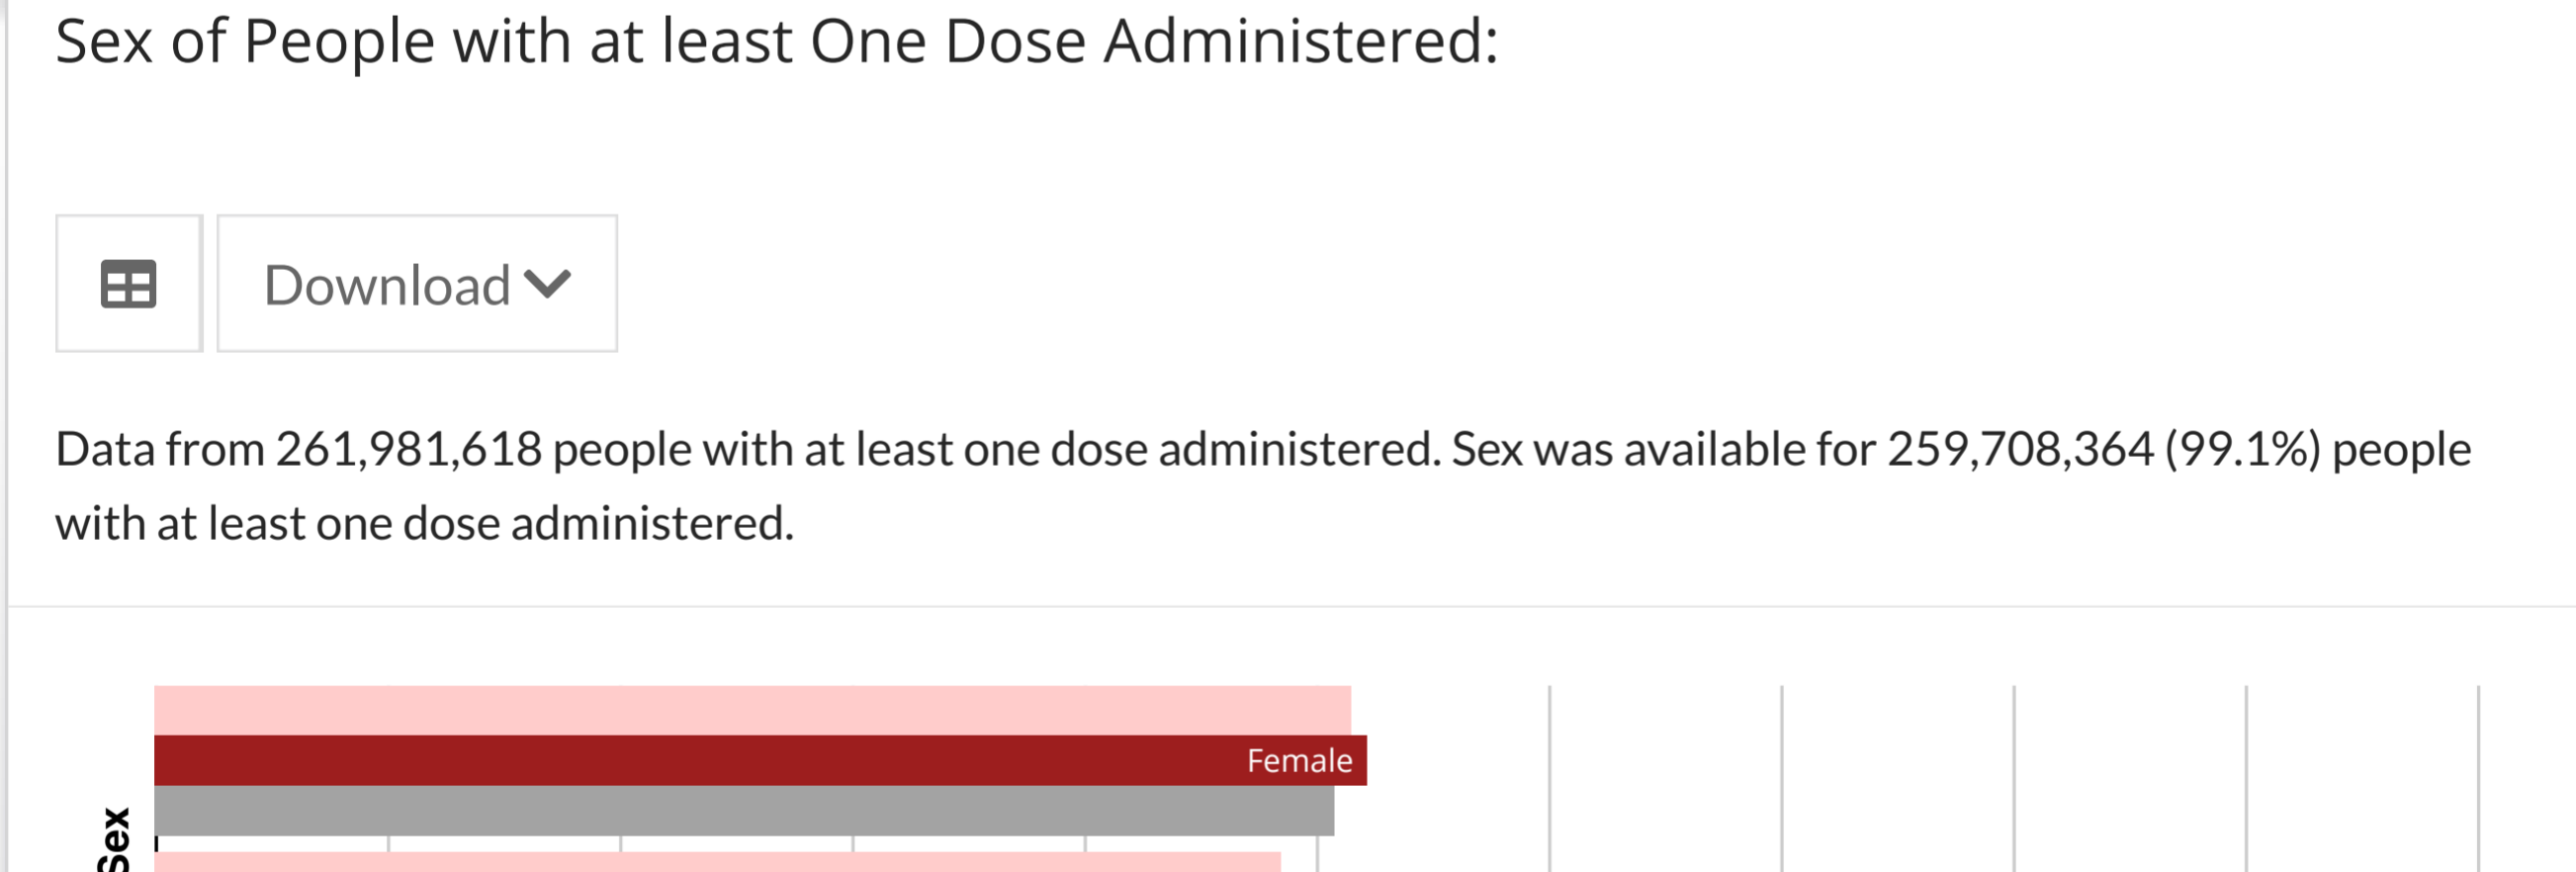 Sex of People with at least One Dose Administered:
Download
Data from 261,981,618 people with at least one dose administered. Sex was available for 259,708,364 (99.1%) people
with at least one dose administered.
Female
Sex